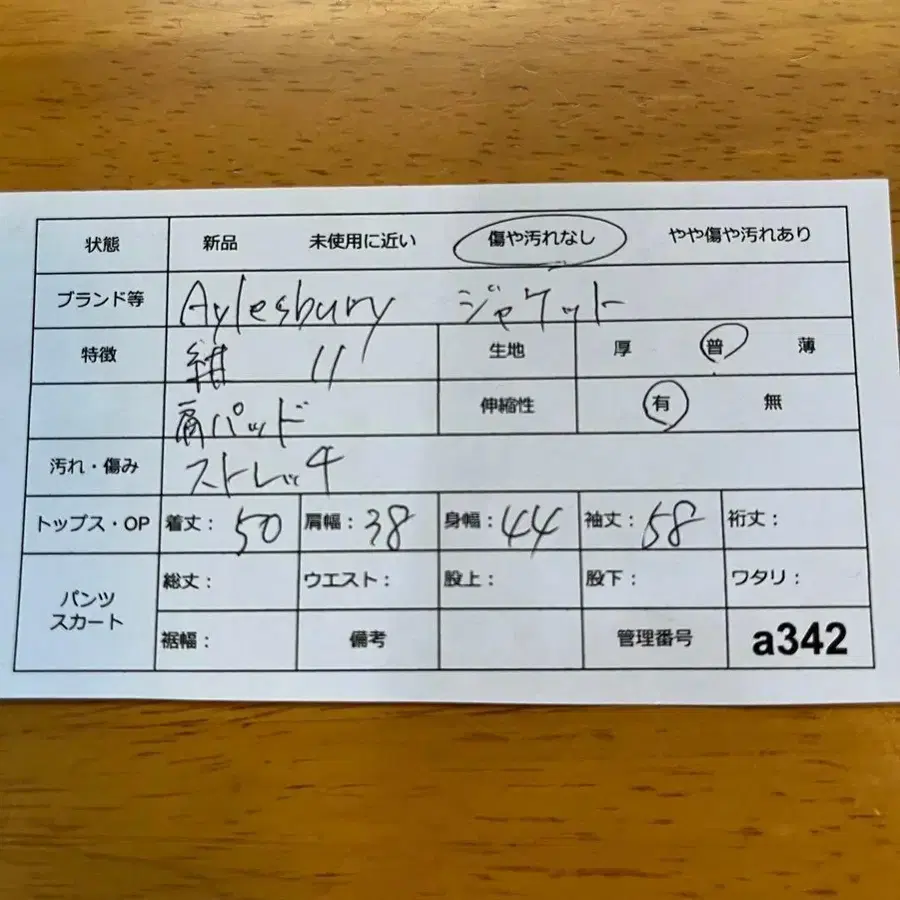 状態 新品 未使用に近い 傷や汚れなし やや傷や汚れあり
ブランド等 Aylesbury ジャケット
特徴 紺 11 生地 厚 普 薄
肩パッド 伸縮性 有 無
汚れ・傷み ストレッチ
トップス・OP 着丈: 50 肩幅: 38 身幅: 44 袖丈: 58 裄丈:
パンツ スカート 総丈: ウエスト: 股上: 股下: ワタリ:
裾幅: 備考 管理番号 a342